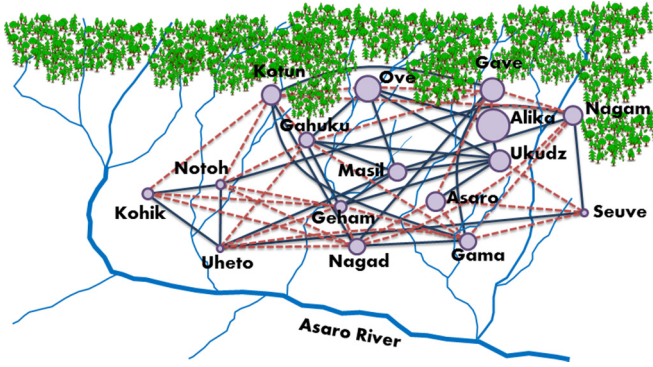 Kotun
Ove
Gave
Nagam
Alika
Gahuku
Ukudz
Masil
Notoh
Asaro
Kohik
Geham
Seuve
Uheto
Nagad
Gama
Asaro River